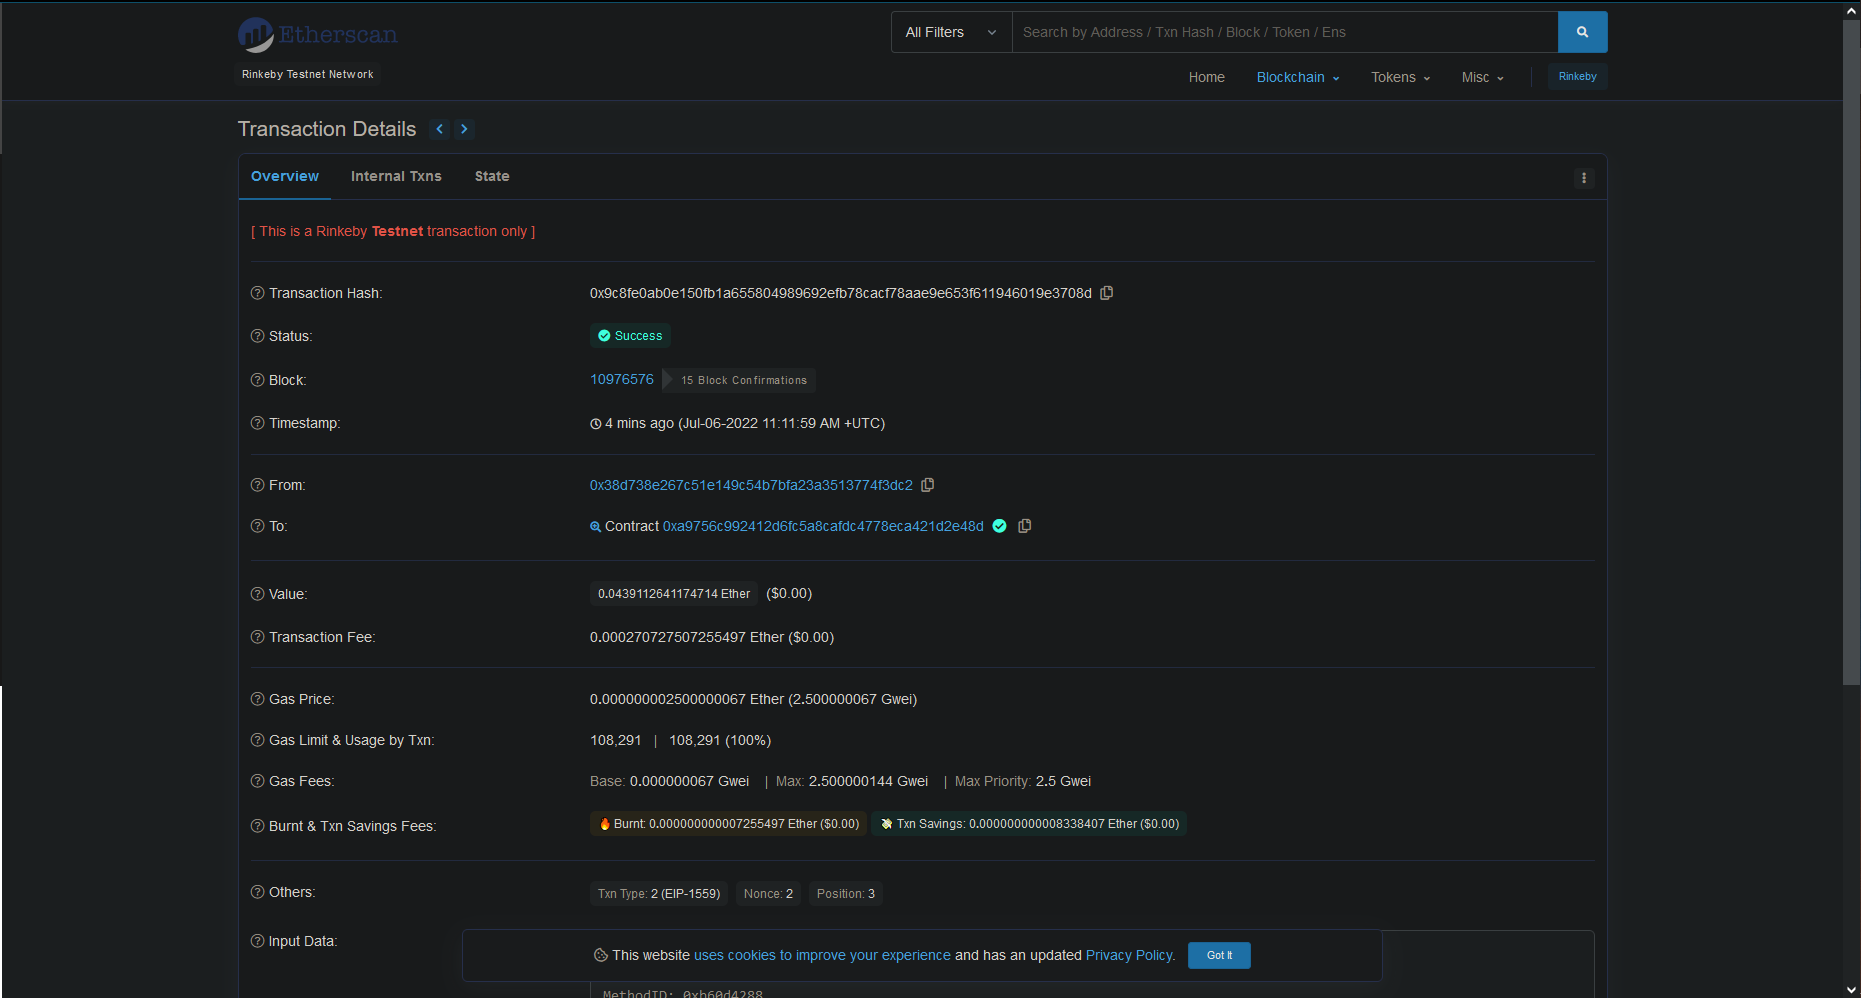 Etherscan
All Filters
Search by Address / Txn Hash / Block / Token / Ens
Rinkeby Testnet Network
Home Blockchain Tokens Misc Rinkeby
Transaction Details
Overview Internal Txns State
[ This is a Rinkeby Testnet transaction only ]
Transaction Hash: 0x9c8fe0ab0e150fb1a655804989692efb78cacf78aae9e653f611946019e3708d
Status: Success
Block: 10976576 15 Block Confirmations
Timestamp: 4 mins ago (Jul-06-2022 11:11:59 AM +UTC)
From: 0x38d738e267c51e149c54b7bfa23a3513774f3dc2
To: Contract 0xa9756c992412d6fc5a8cafdc4778eca421d2e48d
Value: 0.0439112641174714 Ether ($0.00)
Transaction Fee: 0.000270727507255497 Ether ($0.00)
Gas Price: 0.000000002500000067 Ether (2.500000067 Gwei)
Gas Limit & Usage by Txn: 108,291 | 108,291 (100%)
Gas Fees: Base: 0.000000067 Gwei | Max: 2.500000144 Gwei | Max Priority: 2.5 Gwei
Burnt & Txn Savings Fees: Burnt: 0.000000000007255497 Ether ($0.00) Txn Savings: 0.000000000008338407 Ether ($0.00)
Others: Txn Type: 2 (EIP-1559) Nonce: 2 Position: 3
Input Data:
This website uses cookies to improve your experience and has an updated Privacy Policy. Got It
MethodID: 0xb60d4288